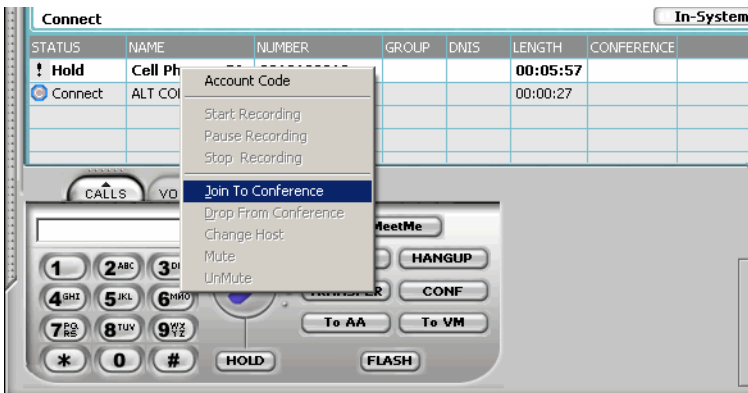 Connect In-System
STATUS NAME NUMBER GROUP DNIS LENGTH CONFERENCE
! Hold Cell Ph 00:05:57
Connect ALT CO 00:00:27
Account Code
Start Recording
Pause Recording
Stop Recording
Join To Conference
Drop From Conference
Change Host
Mute
UnMute
CALLS VO
MeetMe
1 2 ABC 3 HANGUP
4 GHI 5 JKL 6 MNO TRANSFER CONF
7 PQRS 8 TUV 9 WXYZ To AA To VM
* 0 # HOLD FLASH